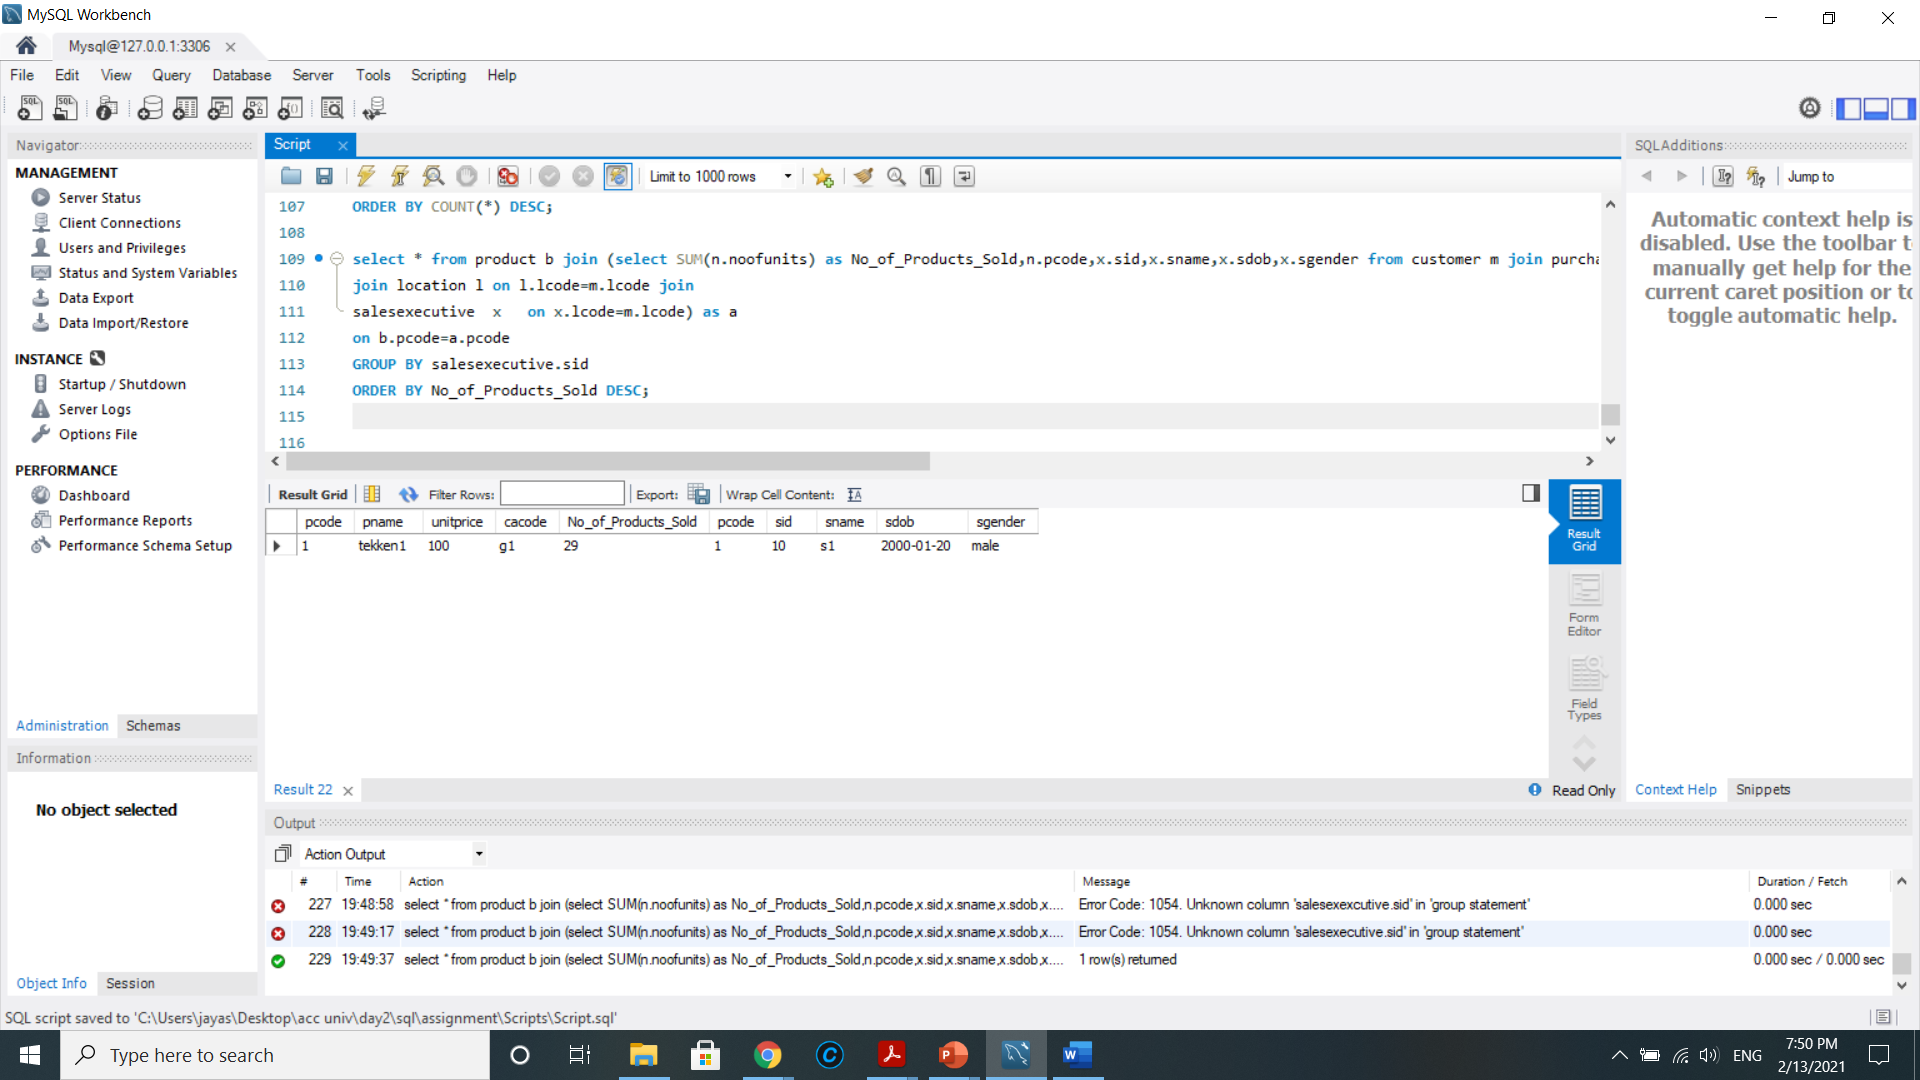 MySQL Workbench
Mysql@127.0.0.1:3306
File Edit View Query Database Server Tools Scripting Help
Navigator
MANAGEMENT
Server Status
Client Connections
Users and Privileges
Status and System Variables
Data Export
Data Import/Restore
INSTANCE
Startup / Shutdown
Server Logs
Options File
PERFORMANCE
Dashboard
Performance Reports
Performance Schema Setup
Administration Schemas
Information
No object selected
Object Info Session
Script
Limit to 1000 rows
107 ORDER BY COUNT(*) DESC;
108
109 select * from product b join (select SUM(n.noofunits) as No_of_Products_Sold,n.pcode,x.sid,x.sname,x.sdob,x.sgender from customer m join purcha
110 join location l on l.lcode=m.lcode join
111 salesexecutive x on x.lcode=m.lcode) as a
112 on b.pcode=a.pcode
113 GROUP BY salesexecutive.sid
114 ORDER BY No_of_Products_Sold DESC;
115
116
Result Grid Filter Rows: Export: Wrap Cell Content:
pcode pname unitprice cacode No_of_Products_Sold pcode sid sname sdob sgender
1 tekken1 100 g1 29 1 10 s1 2000-01-20 male
Result
Grid
Form
Editor
Field
Types
Result 22
Read Only
SQLAdditions
Jump to
Automatic context help is
disabled. Use the toolbar t
manually get help for the
current caret position or to
toggle automatic help.
Context Help Snippets
Output
Action Output
# Time Action Message Duration / Fetch
227 19:48:58 select * from product b join (select SUM(n.noofunits) as No_of_Products_Sold,n.pcode,x.sid,x.sname,x.sdob,x.... Error Code: 1054. Unknown column 'salesexexcutive.sid' in 'group statement' 0.000 sec
228 19:49:17 select * from product b join (select SUM(n.noofunits) as No_of_Products_Sold,n.pcode,x.sid,x.sname,x.sdob,x.... Error Code: 1054. Unknown column 'salesexecutive.sid' in 'group statement' 0.000 sec
229 19:49:37 select * from product b join (select SUM(n.noofunits) as No_of_Products_Sold,n.pcode,x.sid,x.sname,x.sdob,x.... 1 row(s) returned 0.000 sec / 0.000 sec
SQL script saved to 'C:\Users\jayas\Desktop\acc univ\day2\sql\assignment\Scripts\Script.sql'
Type here to search
ENG
7:50 PM
2/13/2021